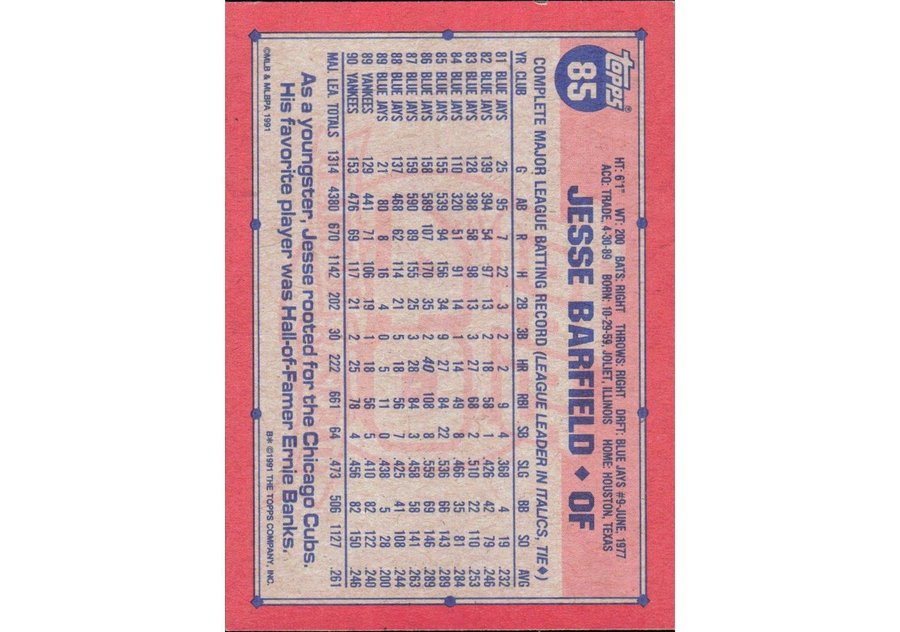 topps®
85
HT: 6'1" WT: 200 BATS: RIGHT THROWS: RIGHT DRFT: BLUE JAYS #9-JUNE, 1977
ACQ: TRADE, 4-30-89 BORN: 10-29-59, JOLIET, ILLINOIS HOME: HOUSTON, TEXAS
JESSE BARFIELD ◆ OF
COMPLETE MAJOR LEAGUE BATTING RECORD (LEAGUE LEADER IN ITALICS, TIE◆)
YR CLUB G AB R H 2B 3B HR RBI SB SLG BB SO AVG
81 BLUE JAYS 25 95 7 22 3 2 2 9 4 .368 4 19 .232
82 BLUE JAYS 139 394 54 97 13 2 18 58 1 .426 42 79 .246
83 BLUE JAYS 128 388 58 98 13 3 27 68 2 .510 22 110 .253
84 BLUE JAYS 110 320 51 91 14 1 14 49 8 .466 35 81 .284
85 BLUE JAYS 155 539 94 156 34 9 27 84 22 .536 66 143 .289
86 BLUE JAYS 158 589 107 170 35 2 40 108 8 .559 69 146 .289
87 BLUE JAYS 159 590 89 155 25 3 28 84 3 .458 58 141 .263
88 BLUE JAYS 137 468 62 114 21 5 18 56 7 .425 41 108 .244
89 BLUE JAYS 21 80 8 16 4 0 5 11 0 .438 5 28 .200
89 YANKEES 129 441 71 106 19 1 18 56 5 .410 82 122 .240
90 YANKEES 153 476 69 117 21 2 25 78 4 .456 82 150 .246
MAJ. LEA. TOTALS 1314 4380 670 1142 202 30 222 661 64 .473 506 1127 .261
As a youngster, Jesse rooted for the Chicago Cubs.
His favorite player was Hall-of-Famer Ernie Banks.
©MLB & MLBPA 1991 B* ©1991 THE TOPPS COMPANY, INC.